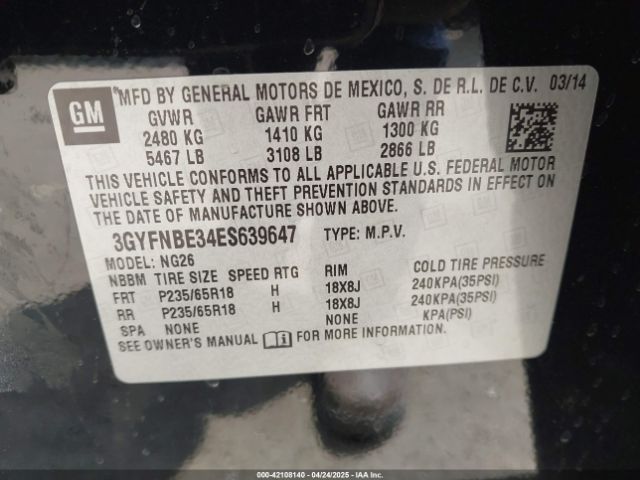 GM
*MFD BY GENERAL MOTORS DE MEXICO, S. DE R.L. DE C.V. 03/14
GVWR GAWR FRT GAWR RR
2480 KG 1410 KG 1300 KG
5467 LB 3108 LB 2866 LB
THIS VEHICLE CONFORMS TO ALL APPLICABLE U.S. FEDERAL MOTOR
VEHICLE SAFETY AND THEFT PREVENTION STANDARDS IN EFFECT ON
THE DATE OF MANUFACTURE SHOWN ABOVE.
3GYFNBE34ES639647 TYPE: M.P.V.
MODEL: NG26
NBBM TIRE SIZE SPEED RTG RIM COLD TIRE PRESSURE
FRT P235/65R18 H 18X8J 240KPA(35PSI)
RR P235/65R18 H 18X8J 240KPA(35PSI)
SPA NONE NONE KPA(PSI)
SEE OWNER'S MANUAL FOR MORE INFORMATION.
000-42108140 - 04/24/2025 - IAAI.COM